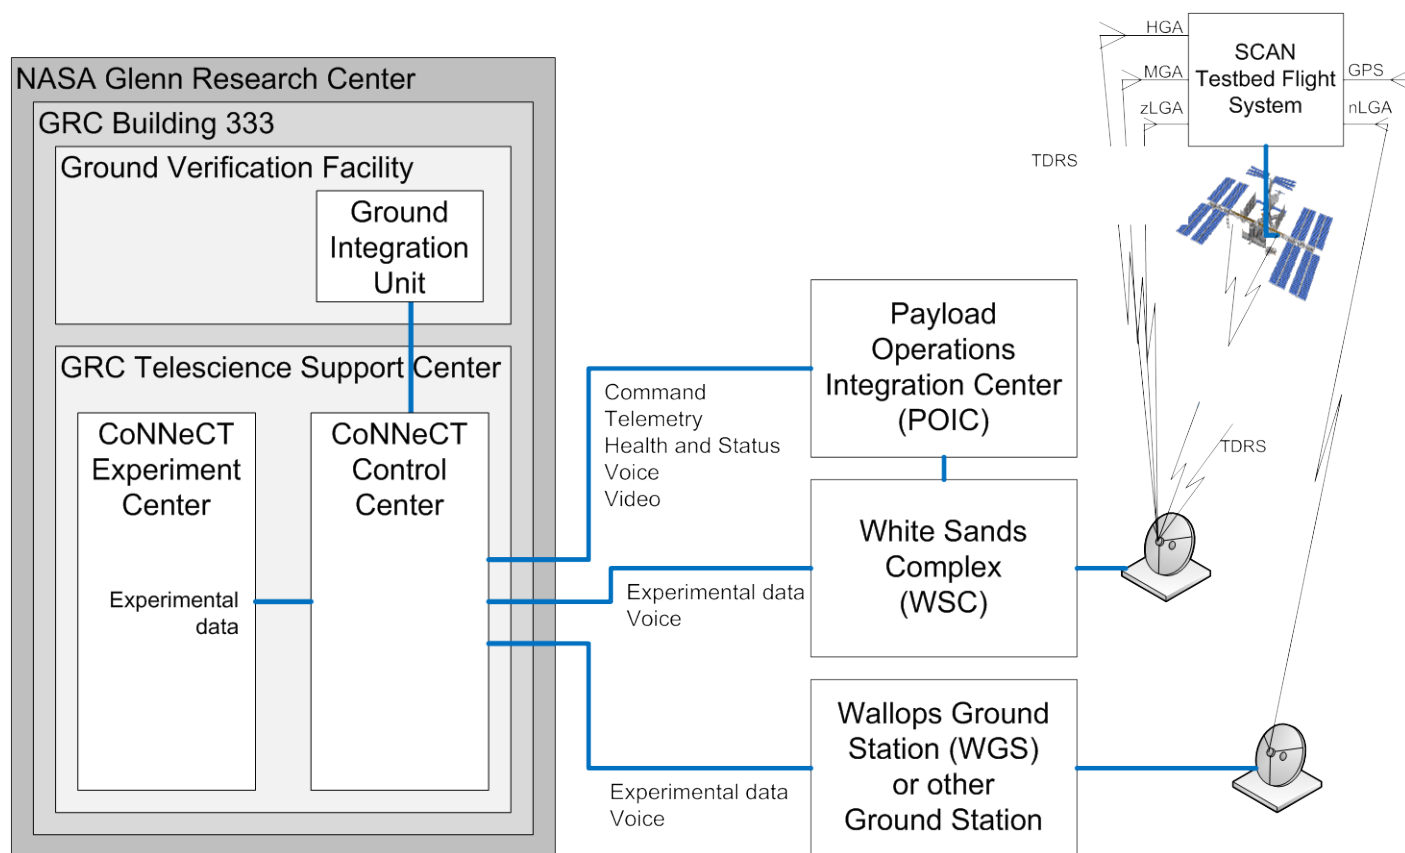 NASA Glenn Research Center
GRC Building 333
Ground Verification Facility
Ground
Integration
Unit
GRC Telescience Support Center
CoNNeCT
Experiment
Center
Experimental
data
CoNNeCT
Control
Center
Command
Telemetry
Health and Status
Voice
Video
Experimental data
Voice
Experimental data
Voice
Payload
Operations
Integration Center
(POIC)
White Sands
Complex
(WSC)
Wallops Ground
Station (WGS)
or other
Ground Station
HGA
MGA
zLGA
SCAN
Testbed Flight
System
GPS
nLGA
TDRS
TDRS